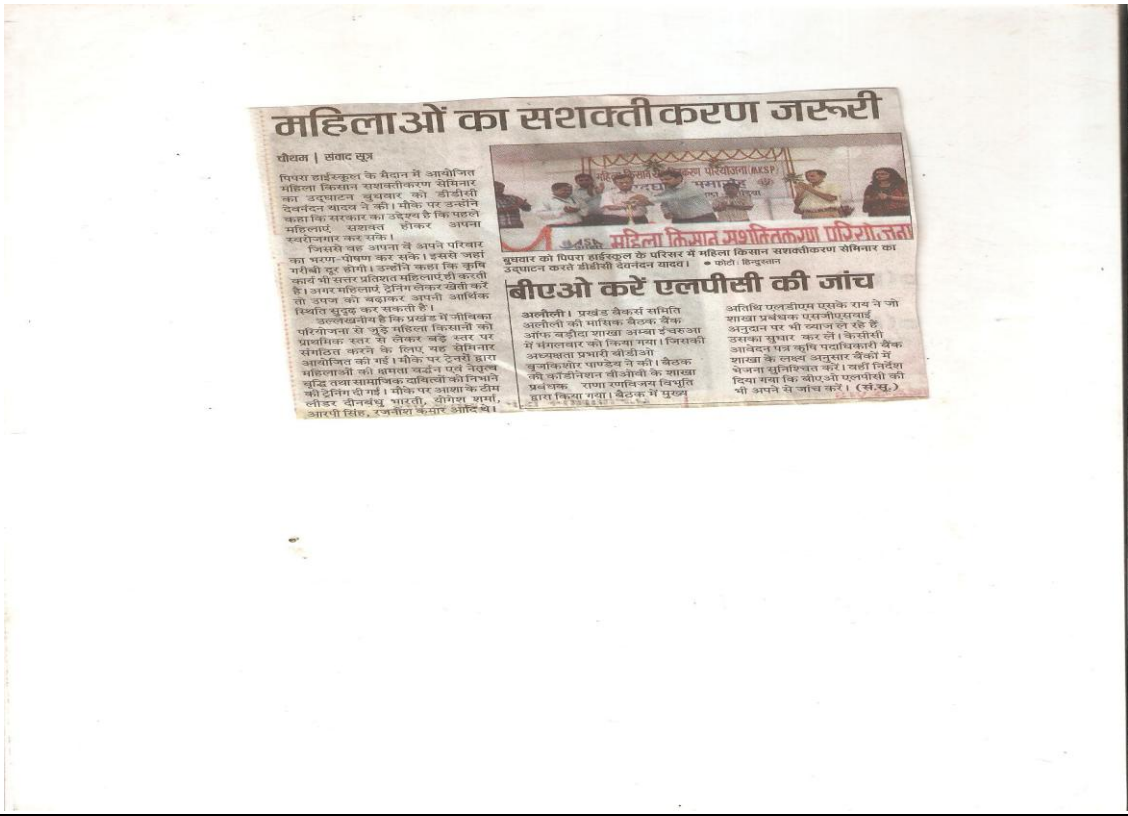 महिलाओं का सशक्तीकरण जरूरी
चौथम | संवाद सूत्र
पिपरा हाईस्कूल के मैदान में आयोजित
महिला किसान सशक्तीकरण सेमिनार
का उद्घाटन बुधवार को डीडीसी
देवनंदन यादव ने की। मौके पर उन्होंने
कहा कि सरकार का उद्देश्य है कि पहले
महिलाएं सशक्त होकर अपना
स्वरोजगार कर सके।
जिससे वह अपना व अपने परिवार
का भरण-पोषण कर सके। इससे जहां
गरीबी दूर होगी। उन्होंने कहा कि कृषि
कार्य भी सत्तर प्रतिशत महिलाएं ही करती
है। अगर महिलाएं ट्रेनिंग लेकर खेती करें
तो उपज को बढ़ाकर अपनी आर्थिक
स्थिति सुदृढ़ कर सकती है।
उल्लेखनीय है कि प्रखंड में जीविका
परियोजना से जुड़े महिला किसानों को
प्राथमिक स्तर से लेकर बड़े स्तर पर
संगठित करने के लिए यह सेमिनार
आयोजित की गई। मौके पर ट्रेनरों द्वारा
महिलाओं की क्षमता वर्द्धन एवं नेतृत्व
वृद्धि तथा सामाजिक दायित्वों को निभाने
की ट्रेनिंग दी गई। मौके पर आशा के टीम
लीडर दीनबंधु भारती, योगेश शर्मा,
आरपी सिंह, रजनीश कुमार आदि थे।
महिला किसान सशक्तिकरण परियोजना (MKSP)
समारोह
महिला किसान सशक्तिकरण परियोजना
बुधवार को पिपरा हाईस्कूल के परिसर में महिला किसान सशक्तीकरण सेमिनार का
उद्घाटन करते डीडीसी देवनंदन यादव। • फोटो: हिन्दुस्तान
बीएओ करें एलपीसी की जांच
अलौली। प्रखंड बैंकर्स समिति
अलौली की मासिक बैठक बैंक
ऑफ बड़ौदा शाखा अम्बा ईचरुआ
में मंगलवार को किया गया। जिसकी
अध्यक्षता प्रभारी बीडीओ
बृजकिशोर पाण्डेय ने की। बैठक
की कॉडीनेशन बीओबी के शाखा
प्रबंधक राणा रणविजय विभूति
द्वारा किया गया। बैठक में मुख्य
अतिथि एलडीएम एसके राय ने जो
शाखा प्रबंधक एसजीएसवाई
अनुदान पर भी व्याज ले रहे हैं
उसका सुधार कर लें। केसीसी
आवेदन पत्र कृषि पदाधिकारी बैंक
शाखा के लक्ष्य अनुसार बैंकों में
भेजना सुनिश्चित करें। वहीं निर्देश
दिया गया कि बीएओ एलपीसी की
भी अपने से जांच करें। (सं.सू.)